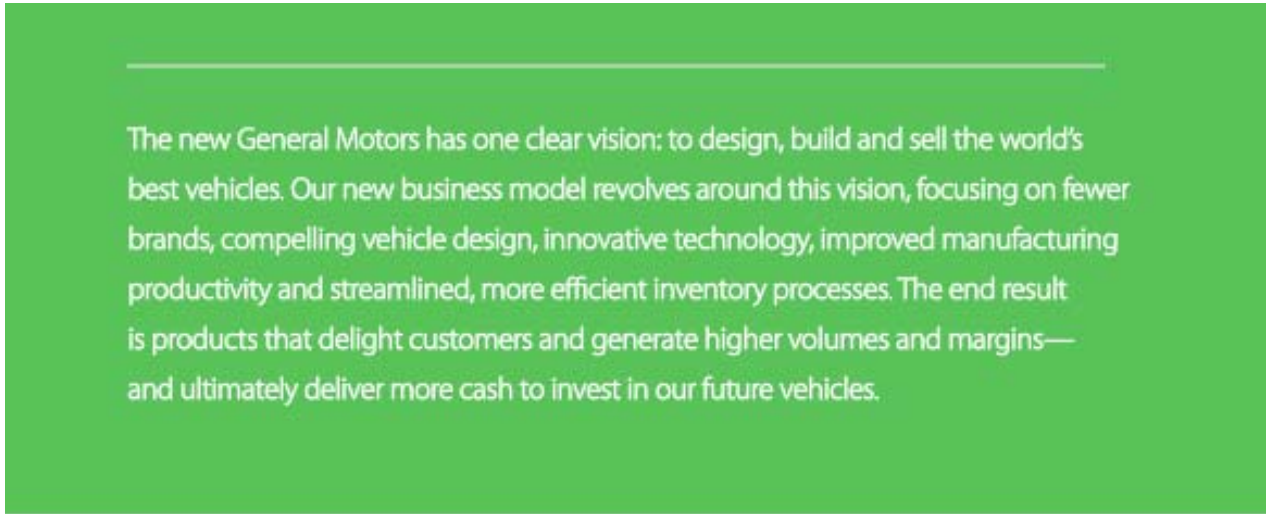 The new General Motors has one clear vision: to design, build and sell the world’s
best vehicles. Our new business model revolves around this vision, focusing on fewer
brands, compelling vehicle design, innovative technology, improved manufacturing
productivity and streamlined, more efficient inventory processes. The end result
is products that delight customers and generate higher volumes and margins—
and ultimately deliver more cash to invest in our future vehicles.